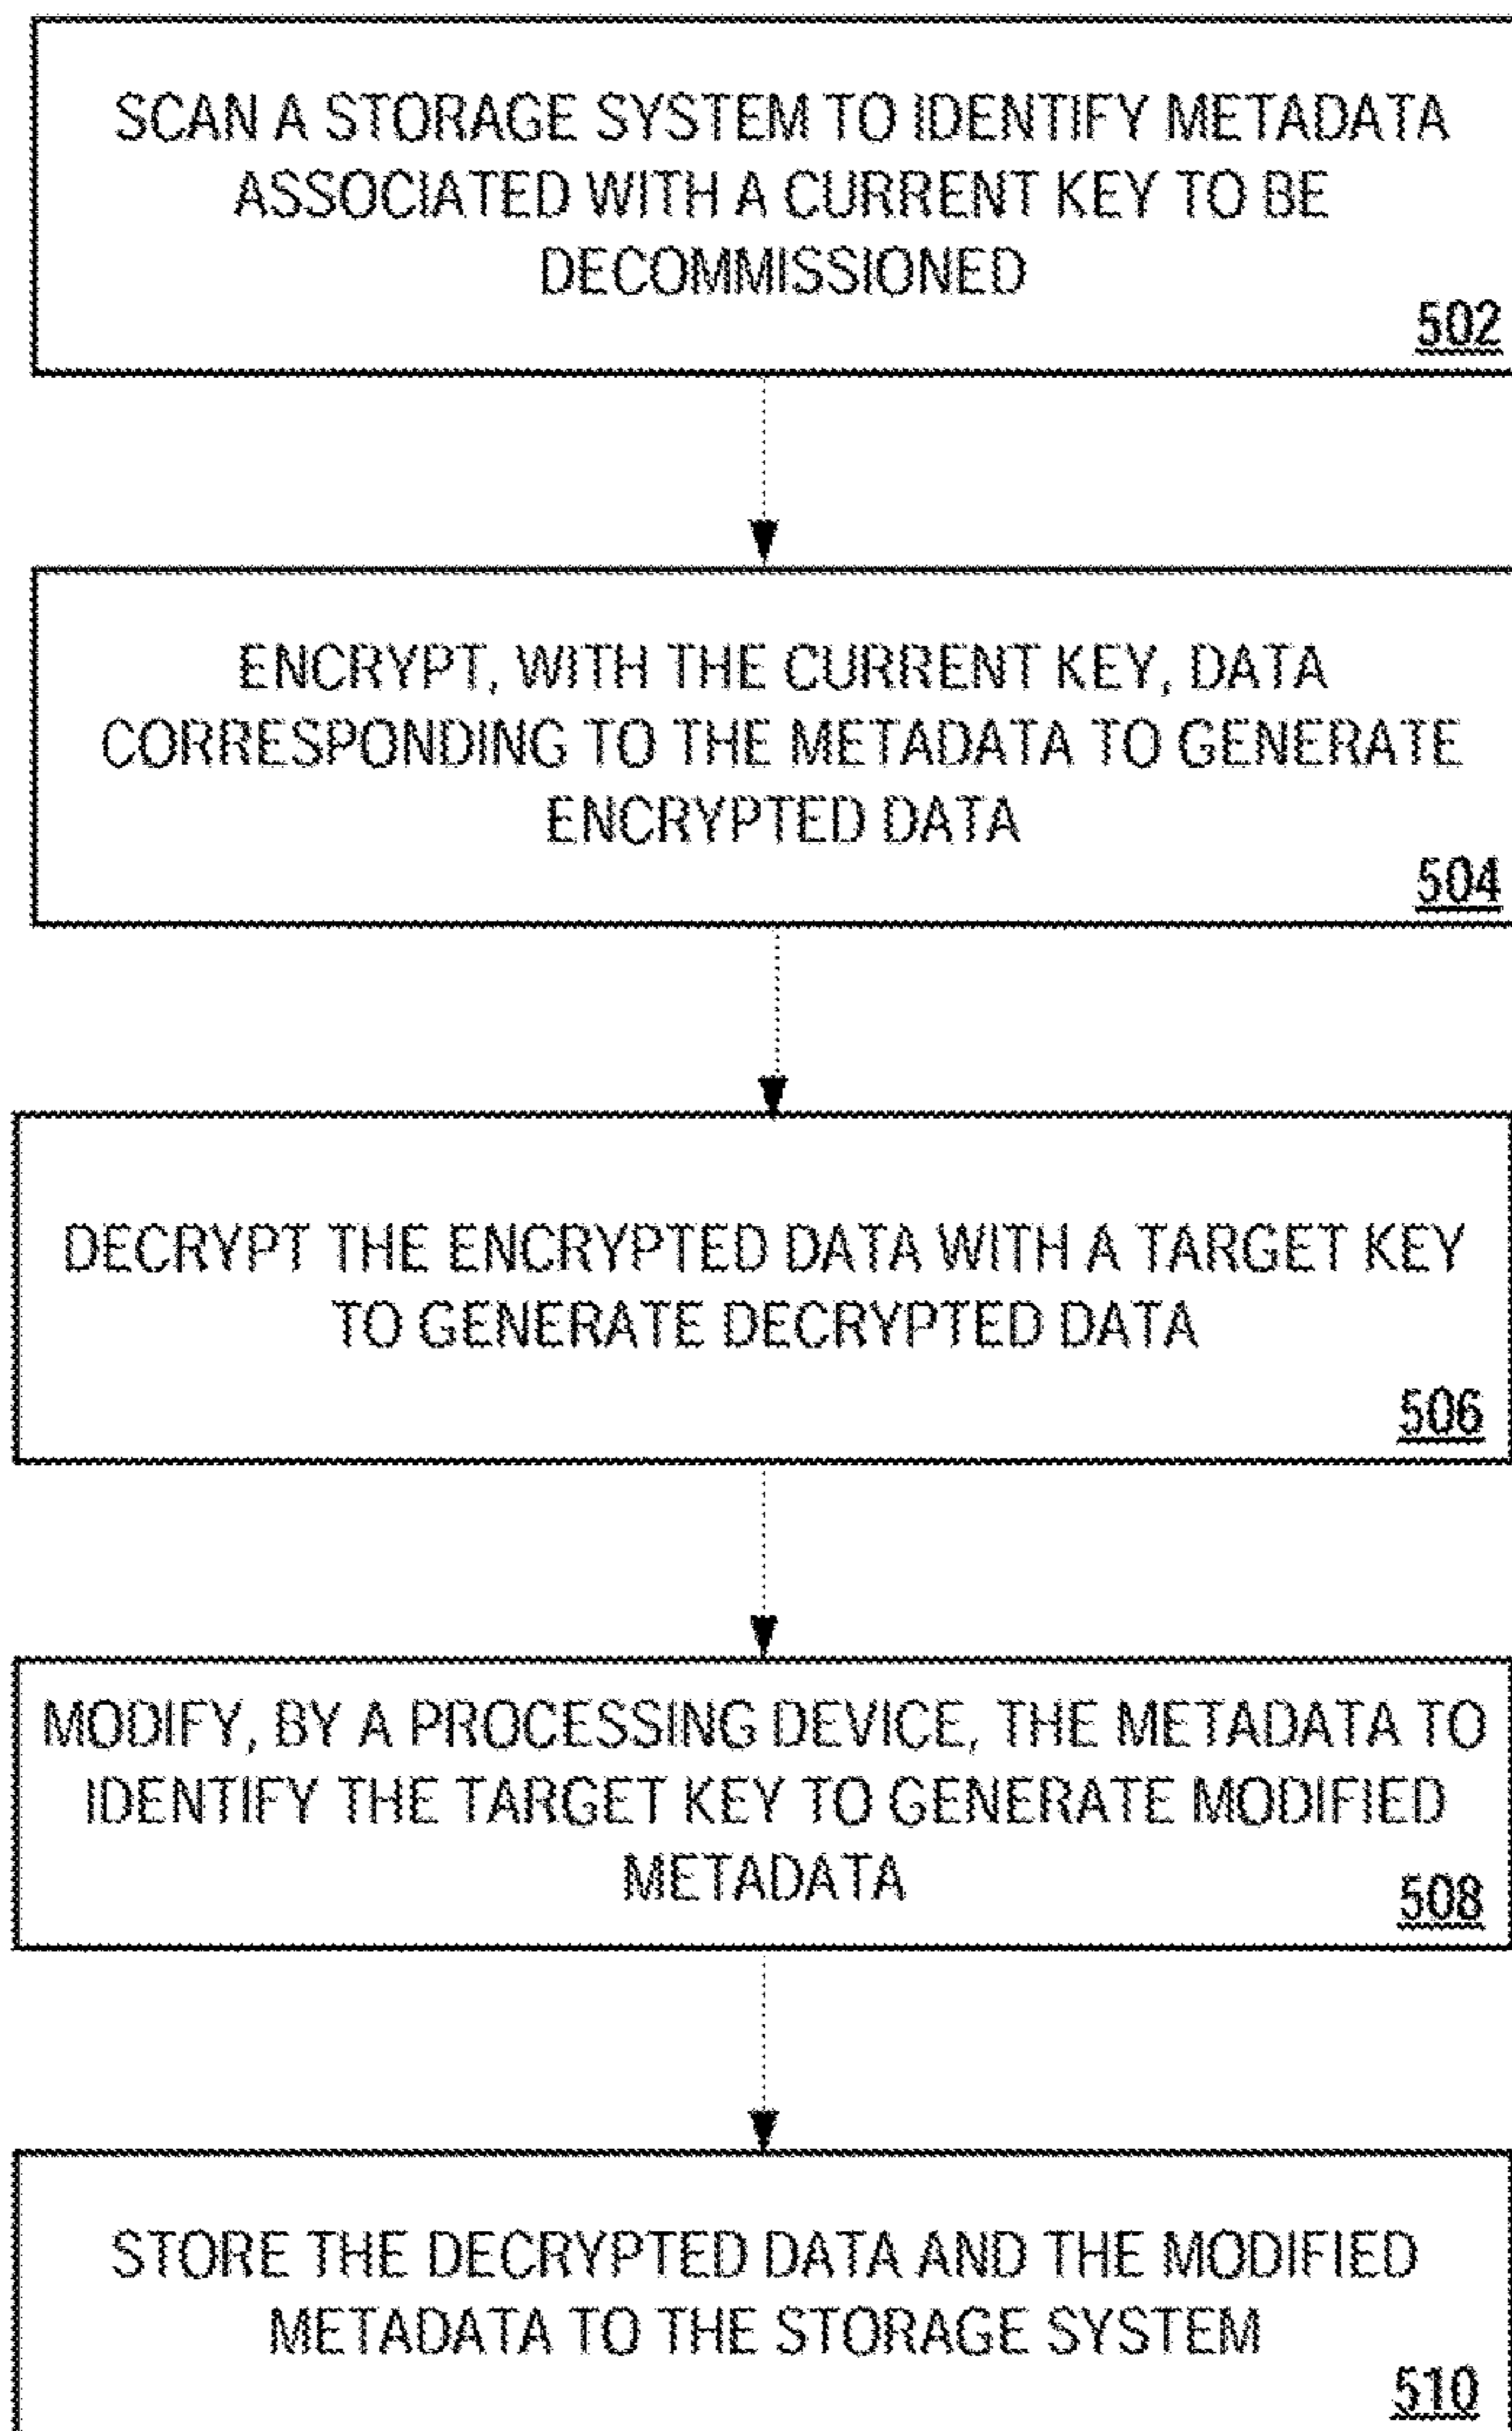 SCAN A STORAGE SYSTEM TO IDENTIFY METADATA
ASSOCIATED WITH A CURRENT KEY TO BE
DECOMMISSIONED
502
ENCRYPT, WITH THE CURRENT KEY, DATA
CORRESPONDING TO THE METADATA TO GENERATE
ENCRYPTED DATA
504
DECRYPT THE ENCRYPTED DATA WITH A TARGET KEY
TO GENERATE DECRYPTED DATA
506
MODIFY, BY A PROCESSING DEVICE, THE METADATA TO
IDENTIFY THE TARGET KEY TO GENERATE MODIFIED
METADATA
508
STORE THE DECRYPTED DATA AND THE MODIFIED
METADATA TO THE STORAGE SYSTEM
510